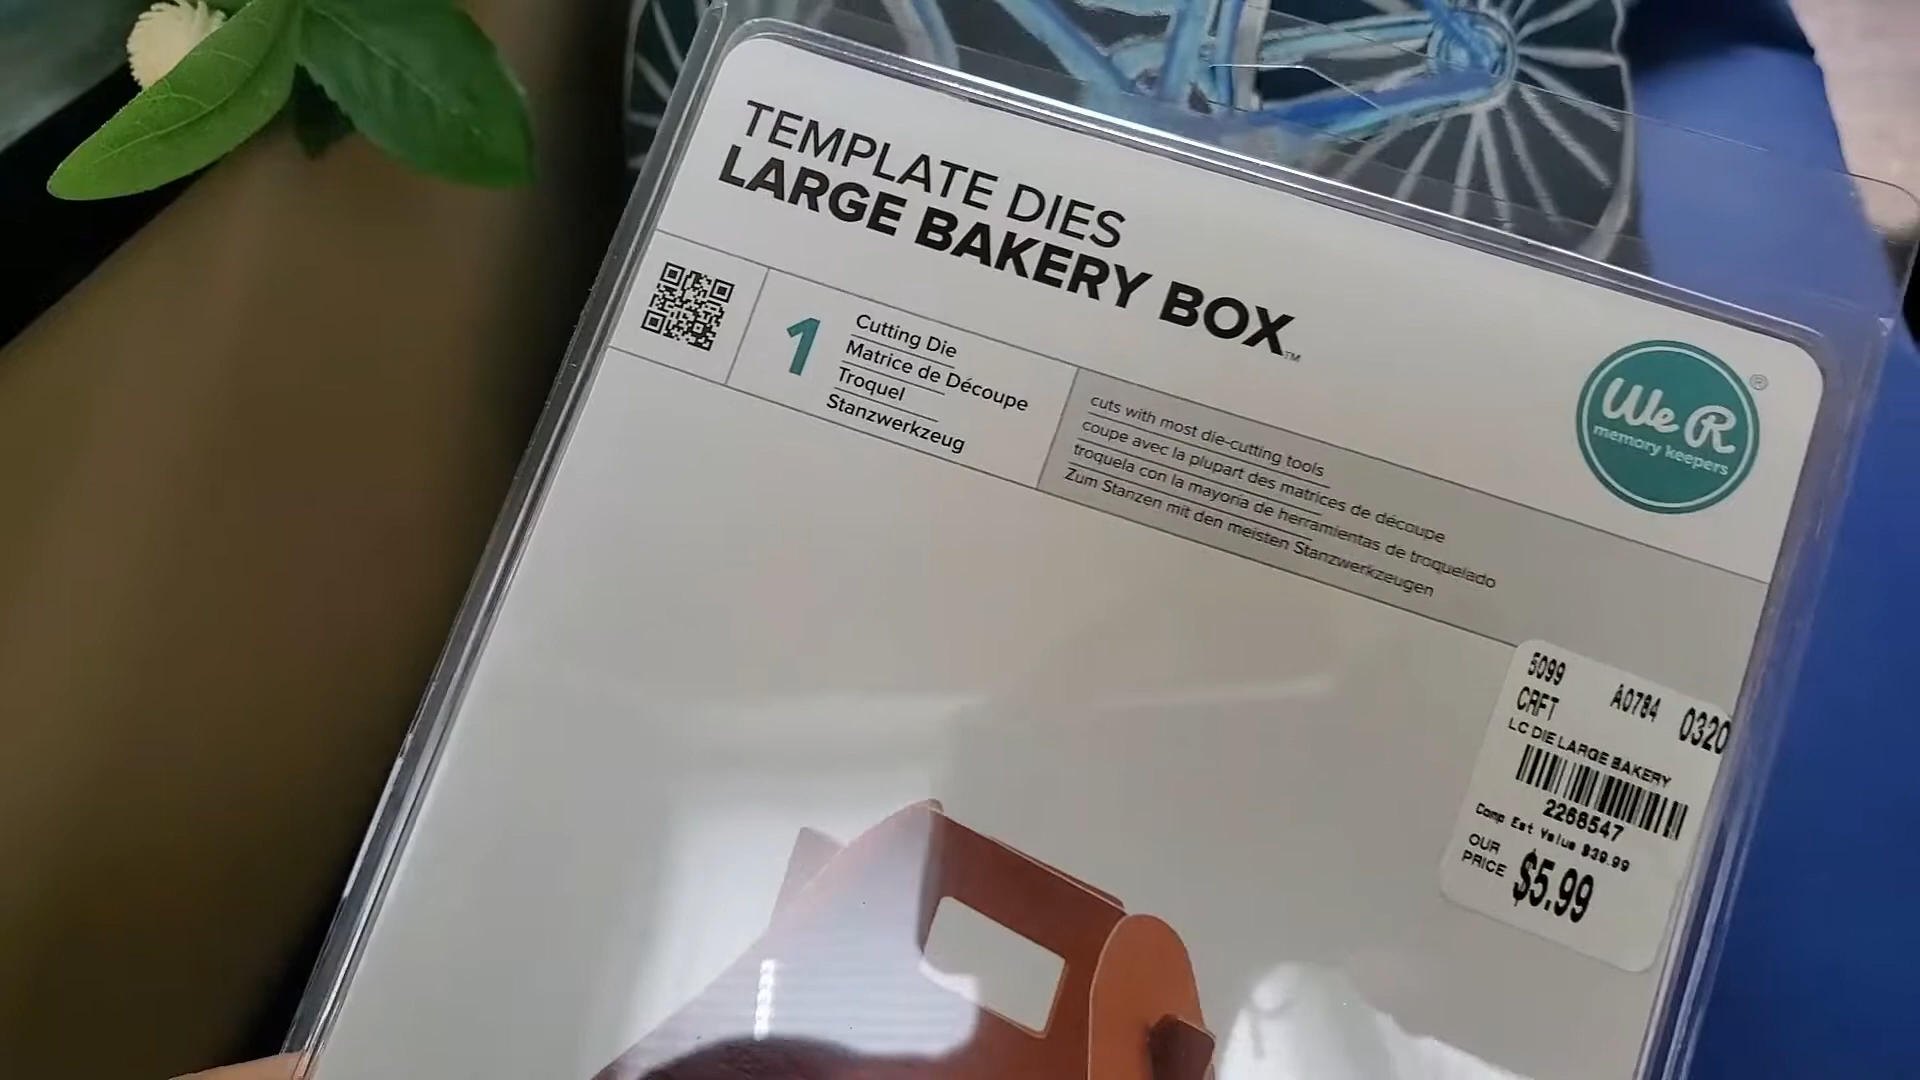 TEMPLATE DIES
LARGE BAKERY BOX™
1
Cutting Die
Matrice de Découpe
Troquel
Stanzwerkzeug
cuts with most die-cutting tools
coupe avec la plupart des matrices de découpe
troquela con la mayoría de herramientas de troquelado
Zum Stanzen mit den meisten Stanzwerkzeugen
We R®
memory keepers
5099 A0784 0320
CRFT
LC DIE LARGE BAKERY
2268547
Comp Est Value $39.99
OUR
PRICE $5.99